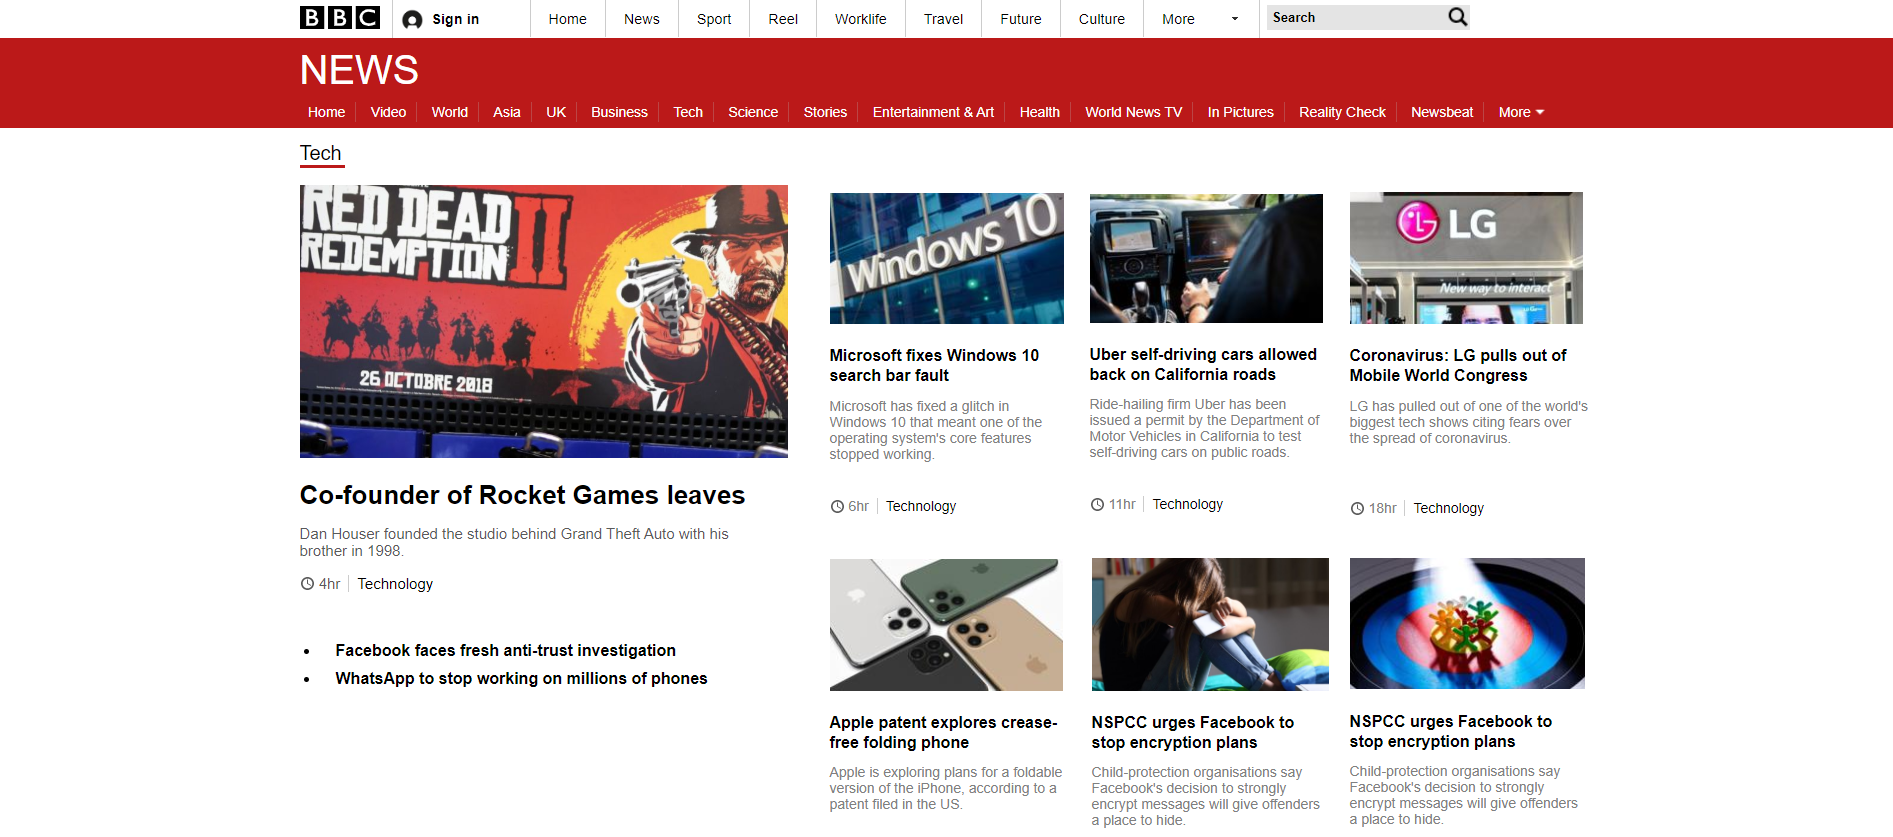 BBC
Sign in
Home
News
Sport
Reel
Worklife
Travel
Future
Culture
More
Search
NEWS
Home
Video
World
Asia
UK
Business
Tech
Science
Stories
Entertainment & Art
Health
World News TV
In Pictures
Reality Check
Newsbeat
More
Tech
RED DEAD
REDEMPTION II
26 OCTOBRE 2018
Co-founder of Rocket Games leaves
Dan Houser founded the studio behind Grand Theft Auto with his
brother in 1998.
4hr
Technology
Facebook faces fresh anti-trust investigation
WhatsApp to stop working on millions of phones
Windows 10
Microsoft fixes Windows 10
search bar fault
Microsoft has fixed a glitch in
Windows 10 that meant one of the
operating system's core features
stopped working.
6hr
Technology
Uber self-driving cars allowed
back on California roads
Ride-hailing firm Uber has been
issued a permit by the Department of
Motor Vehicles in California to test
self-driving cars on public roads.
11hr
Technology
LG
New way to interact
Coronavirus: LG pulls out of
Mobile World Congress
LG has pulled out of one of the world's
biggest tech shows citing fears over
the spread of coronavirus.
18hr
Technology
Apple patent explores crease-
free folding phone
Apple is exploring plans for a foldable
version of the iPhone, according to a
patent filed in the US.
NSPCC urges Facebook to
stop encryption plans
Child-protection organisations say
Facebook's decision to strongly
encrypt messages will give offenders
a place to hide.
NSPCC urges Facebook to
stop encryption plans
Child-protection organisations say
Facebook's decision to strongly
encrypt messages will give offenders
a place to hide.